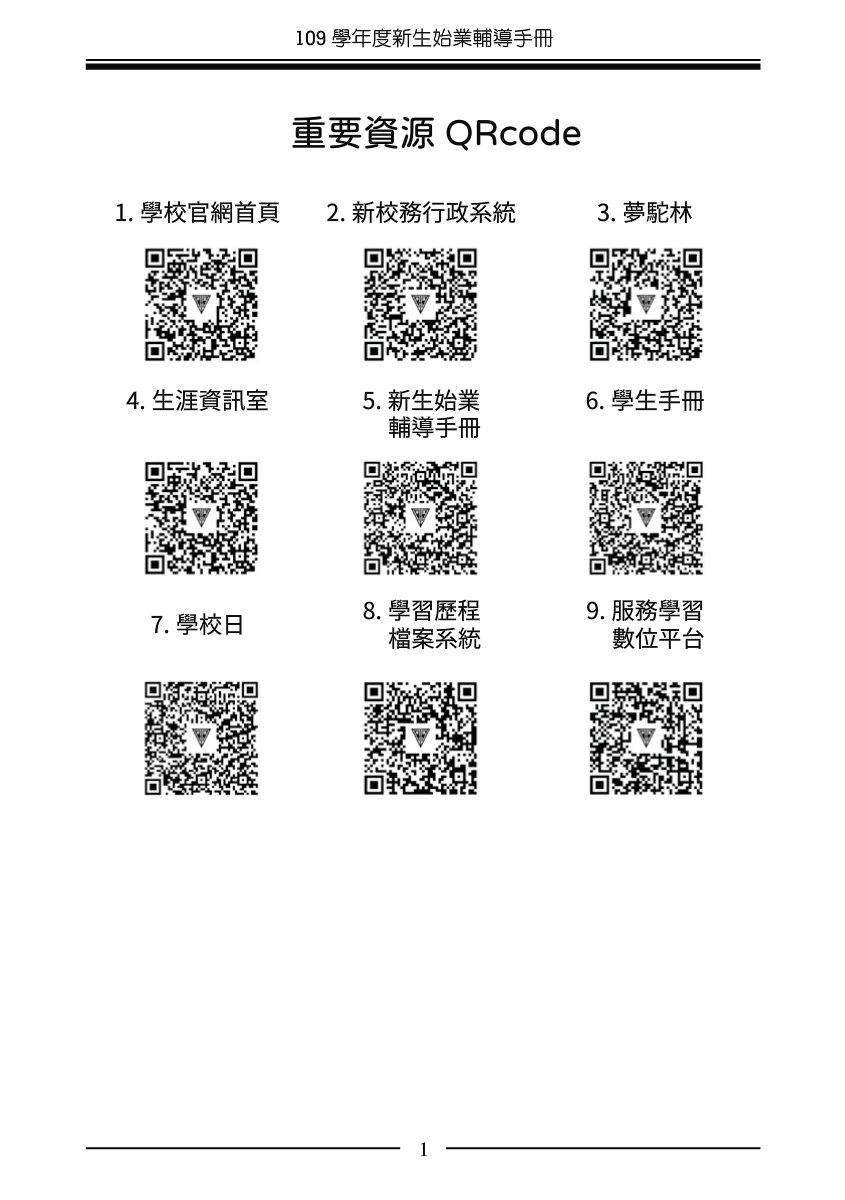 109 學年度新生始業輔導手冊
重要資源 QRcode
1. 學校官網首頁
2. 新校務行政系統
3. 夢駝林
4. 生涯資訊室
5. 新生始業
輔導手冊
6. 學生手冊
7. 學校日
8. 學習歷程
檔案系統
9. 服務學習
數位平台
1